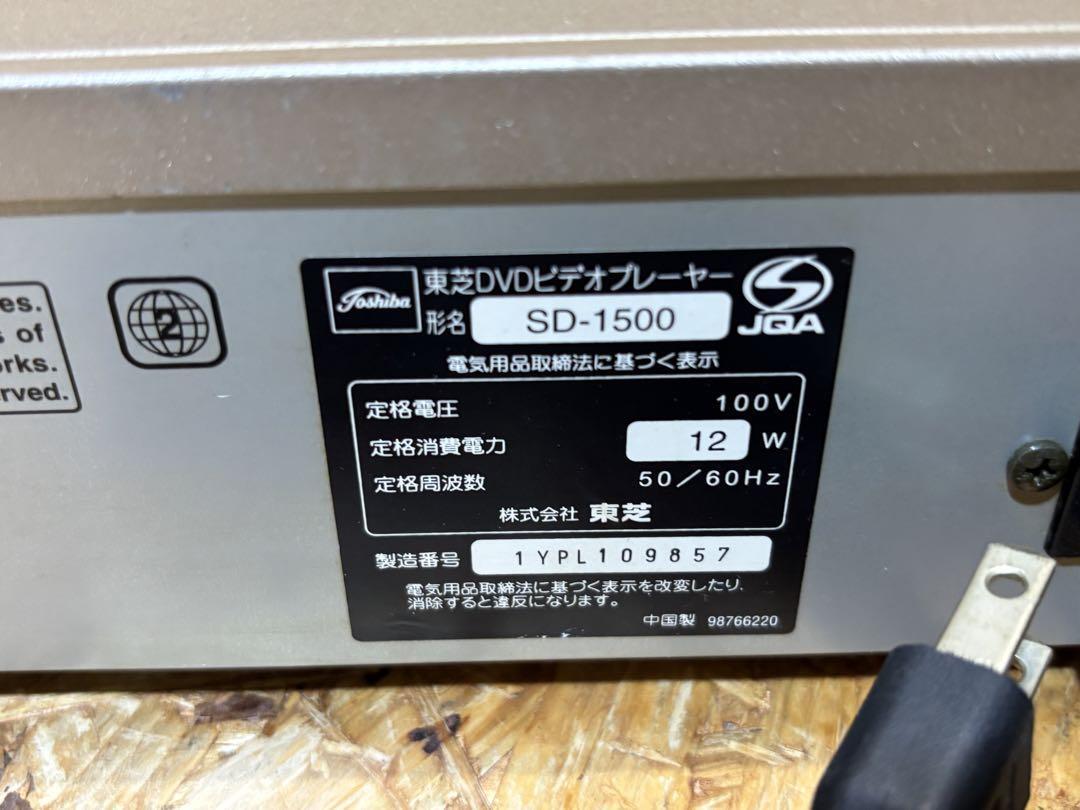 es.
s of
orks.
rved.
2
Toshiba
東芝DVDビデオプレーヤー
形名 SD-1500
JQA
電気用品取締法に基づく表示
定格電圧 100V
定格消費電力 12 W
定格周波数 50/60Hz
株式会社 東芝
製造番号 1YPL109857
電気用品取締法に基づく表示を改変したり、
消除すると違反になります。
中国製 98766220